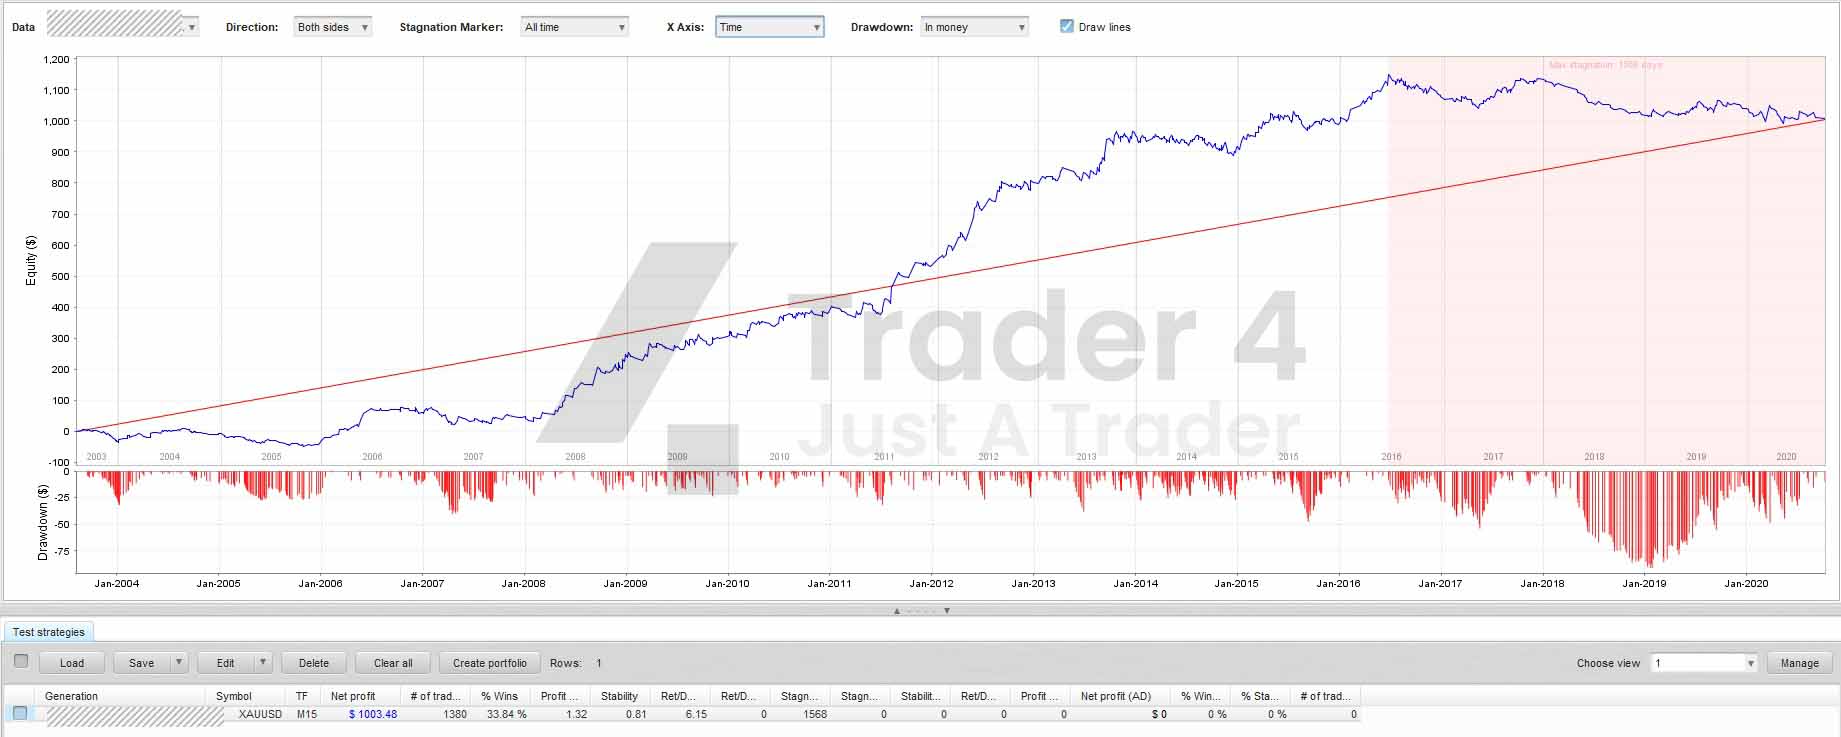 Data Direction: Both sides Stagnation Marker: All time X Axis: Time Drawdown: In money Draw lines
Max stagnation: 1568 days
1,200
1,100
1,000
900
800
700
600
500
400
300
200
100
0
-100
Equity ($)
Trader 4
Just A Trader
2003 2004 2005 2006 2007 2008 2009 2010 2011 2012 2013 2014 2015 2016 2017 2018 2019 2020
0
-25
-50
-75
Drawdown ($)
Jan-2004 Jan-2005 Jan-2006 Jan-2007 Jan-2008 Jan-2009 Jan-2010 Jan-2011 Jan-2012 Jan-2013 Jan-2014 Jan-2015 Jan-2016 Jan-2017 Jan-2018 Jan-2019 Jan-2020
Test strategies
Load Save Edit Delete Clear all Create portfolio Rows: 1 Choose view 1 Manage
Generation Symbol TF Net profit # of trad... % Wins Profit ... Stability Ret/D... Ret/D... Stagn... Stagn... Stabilit... Ret/D... Profit ... Net profit (AD) % Win... % Sta... # of trad...
XAUUSD M15 $ 1003.48 1380 33.84 % 1.32 0.81 6.15 0 1568 0 0 0 0 $ 0 0 % 0 % 0